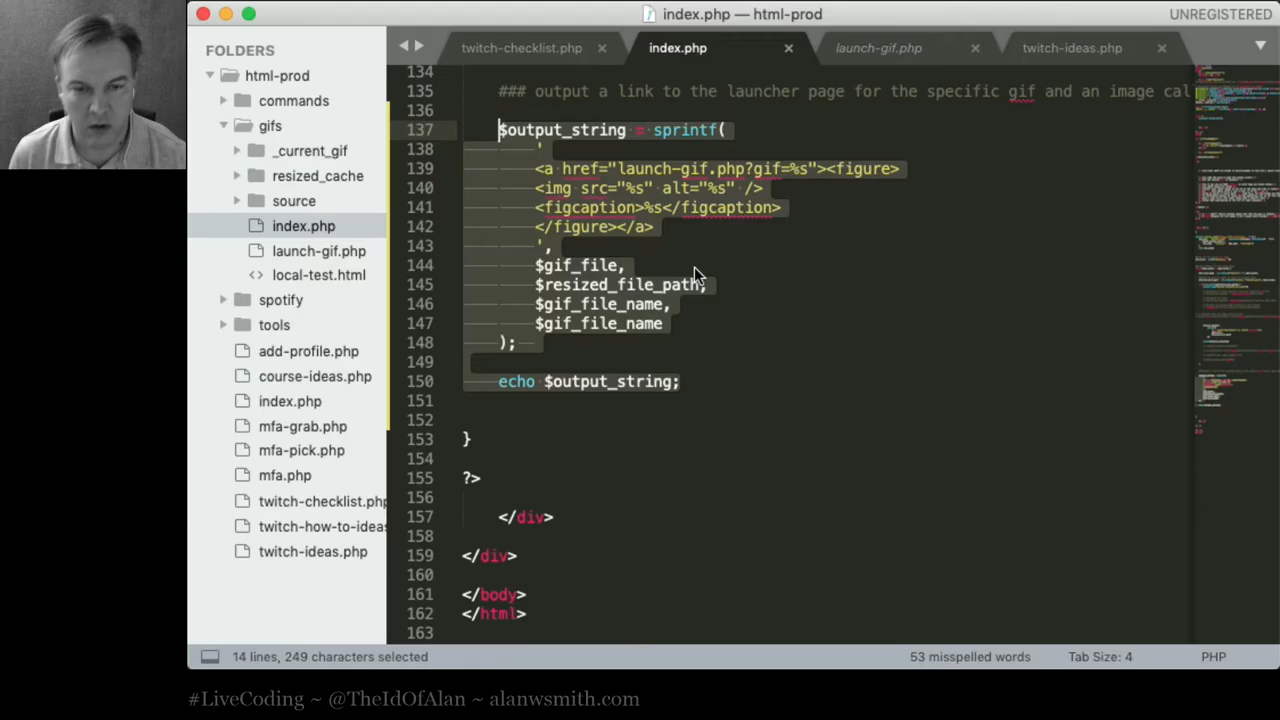 index.php — html-prod
UNREGISTERED
FOLDERS
html-prod
commands
gifs
_current_gif
resized_cache
source
index.php
launch-gif.php
local-test.html
spotify
tools
add-profile.php
course-ideas.php
index.php
mfa-grab.php
mfa-pick.php
mfa.php
twitch-checklist.php
twitch-how-to-ideas
twitch-ideas.php
twitch-checklist.php
index.php
launch-gif.php
twitch-ideas.php
134
135 ### output a link to the launcher page for the specific gif and an image cal
136
137 $output_string = sprintf(
138 '
139 <a href="launch-gif.php?gif=%s"><figure>
140 <img src="%s" alt="%s" />
141 <figcaption>%s</figcaption>
142 </figure></a>
143 ',
144 $gif_file,
145 $resized_file_path,
146 $gif_file_name,
147 $gif_file_name
148 );
149
150 echo $output_string;
151
152
153 }
154
155 ?>
156
157 </div>
158
159 </div>
160
161 </body>
162 </html>
163
14 lines, 249 characters selected
53 misspelled words
Tab Size: 4
PHP
#LiveCoding ~ @TheIdOfAlan ~ alanwsmith.com